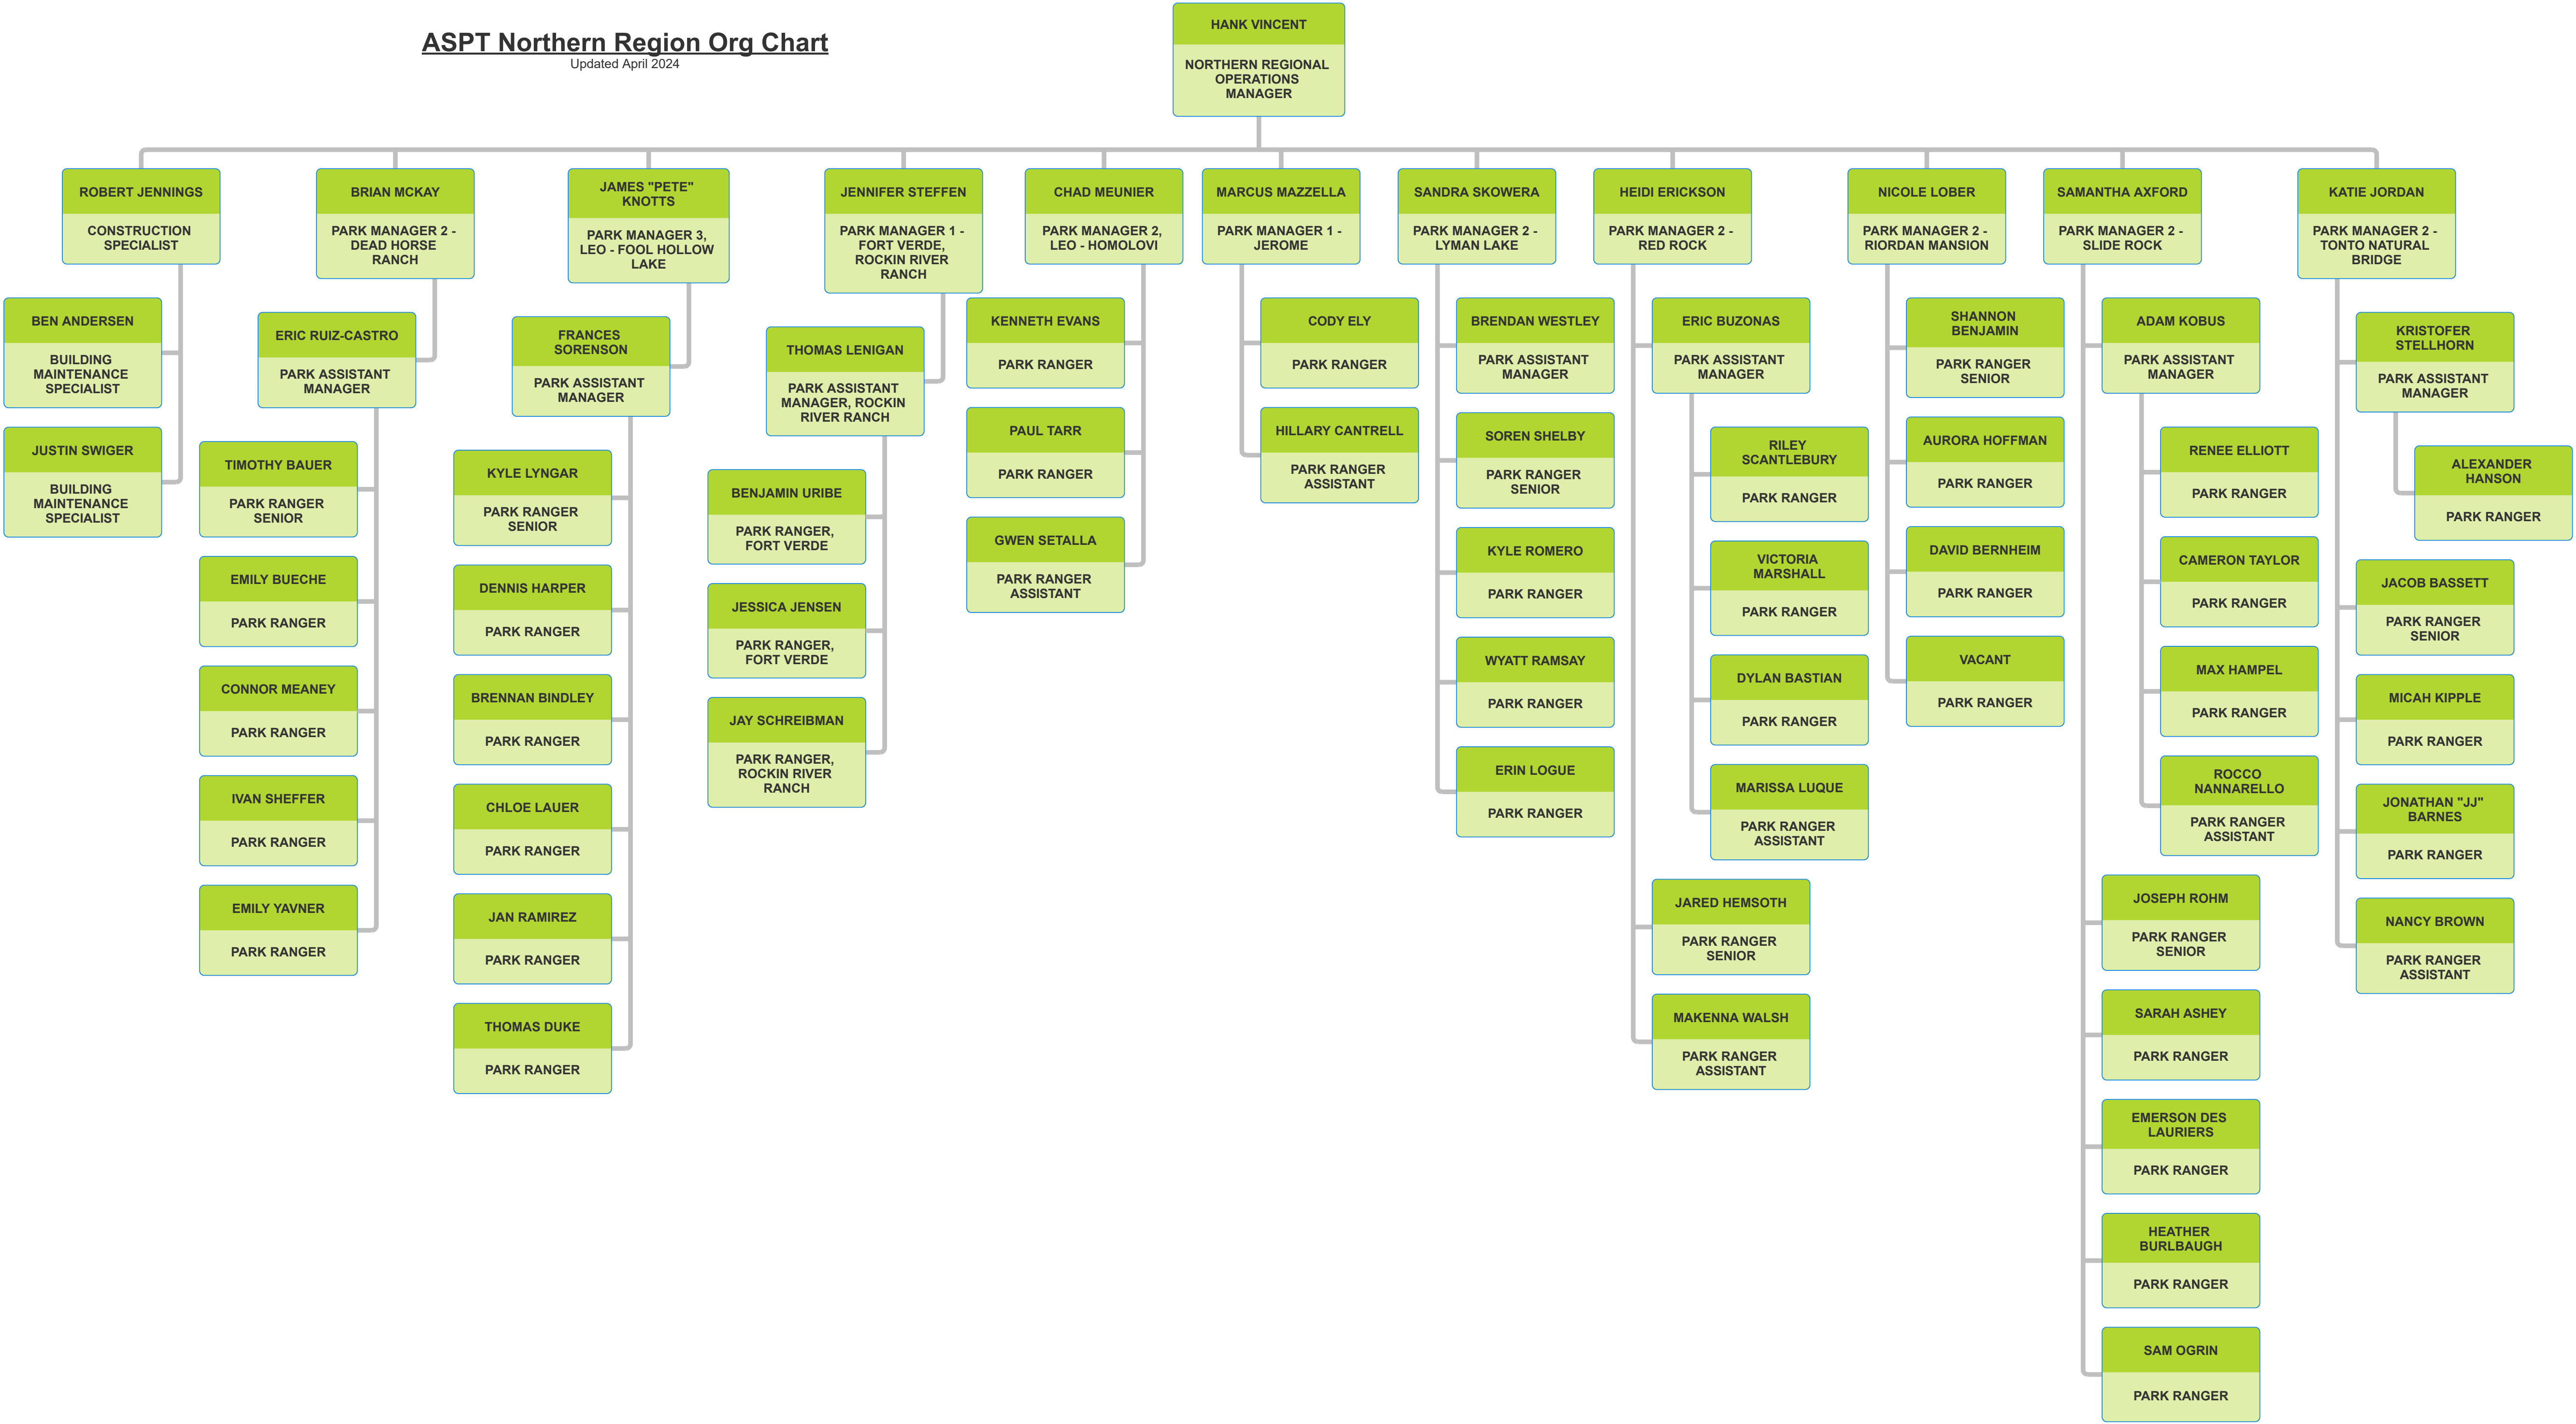 ASPT Northern Region Org Chart
Updated April 2024
HANK VINCENT
NORTHERN REGIONAL
OPERATIONS
MANAGER
ROBERT JENNINGS
CONSTRUCTION
SPECIALIST
BEN ANDERSEN
BUILDING
MAINTENANCE
SPECIALIST
JUSTIN SWIGER
BUILDING
MAINTENANCE
SPECIALIST
BRIAN MCKAY
PARK MANAGER 2 -
DEAD HORSE
RANCH
ERIC RUIZ-CASTRO
PARK ASSISTANT
MANAGER
TIMOTHY BAUER
PARK RANGER
SENIOR
EMILY BUECHE
PARK RANGER
CONNOR MEANEY
PARK RANGER
IVAN SHEFFER
PARK RANGER
EMILY YAVNER
PARK RANGER
JAMES "PETE"
KNOTTS
PARK MANAGER 3,
LEO - FOOL HOLLOW
LAKE
FRANCES
SORENSON
PARK ASSISTANT
MANAGER
KYLE LYNGAR
PARK RANGER
SENIOR
DENNIS HARPER
PARK RANGER
BRENNAN BINDLEY
PARK RANGER
CHLOE LAUER
PARK RANGER
JAN RAMIREZ
PARK RANGER
THOMAS DUKE
PARK RANGER
JENNIFER STEFFEN
PARK MANAGER 1 -
FORT VERDE,
ROCKIN RIVER
RANCH
THOMAS LENIGAN
PARK ASSISTANT
MANAGER, ROCKIN
RIVER RANCH
BENJAMIN URIBE
PARK RANGER,
FORT VERDE
JESSICA JENSEN
PARK RANGER,
FORT VERDE
JAY SCHREIBMAN
PARK RANGER,
ROCKIN RIVER
RANCH
CHAD MEUNIER
PARK MANAGER 2,
LEO - HOMOLOVI
KENNETH EVANS
PARK RANGER
PAUL TARR
PARK RANGER
GWEN SETALLA
PARK RANGER
ASSISTANT
MARCUS MAZZELLA
PARK MANAGER 1 -
JEROME
CODY ELY
PARK RANGER
HILLARY CANTRELL
PARK RANGER
ASSISTANT
SANDRA SKOWERA
PARK MANAGER 2 -
LYMAN LAKE
BRENDAN WESTLEY
PARK ASSISTANT
MANAGER
SOREN SHELBY
PARK RANGER
SENIOR
KYLE ROMERO
PARK RANGER
WYATT RAMSAY
PARK RANGER
ERIN LOGUE
PARK RANGER
HEIDI ERICKSON
PARK MANAGER 2 -
RED ROCK
ERIC BUZONAS
PARK ASSISTANT
MANAGER
RILEY
SCANTLEBURY
PARK RANGER
VICTORIA
MARSHALL
PARK RANGER
DYLAN BASTIAN
PARK RANGER
MARISSA LUQUE
PARK RANGER
ASSISTANT
JARED HEMSOTH
PARK RANGER
SENIOR
MAKENNA WALSH
PARK RANGER
ASSISTANT
NICOLE LOBER
PARK MANAGER 2 -
RIORDAN MANSION
SHANNON
BENJAMIN
PARK RANGER
SENIOR
AURORA HOFFMAN
PARK RANGER
DAVID BERNHEIM
PARK RANGER
VACANT
PARK RANGER
SAMANTHA AXFORD
PARK MANAGER 2 -
SLIDE ROCK
ADAM KOBUS
PARK ASSISTANT
MANAGER
RENEE ELLIOTT
PARK RANGER
CAMERON TAYLOR
PARK RANGER
MAX HAMPEL
PARK RANGER
ROCCO
NANNARELLO
PARK RANGER
ASSISTANT
JOSEPH ROHM
PARK RANGER
SENIOR
SARAH ASHEY
PARK RANGER
EMERSON DES
LAURIERS
PARK RANGER
HEATHER
BURLBAUGH
PARK RANGER
SAM OGRIN
PARK RANGER
KATIE JORDAN
PARK MANAGER 2 -
TONTO NATURAL
BRIDGE
KRISTOFER
STELLHORN
PARK ASSISTANT
MANAGER
ALEXANDER
HANSON
PARK RANGER
JACOB BASSETT
PARK RANGER
SENIOR
MICAH KIPPLE
PARK RANGER
JONATHAN "JJ"
BARNES
PARK RANGER
NANCY BROWN
PARK RANGER
ASSISTANT